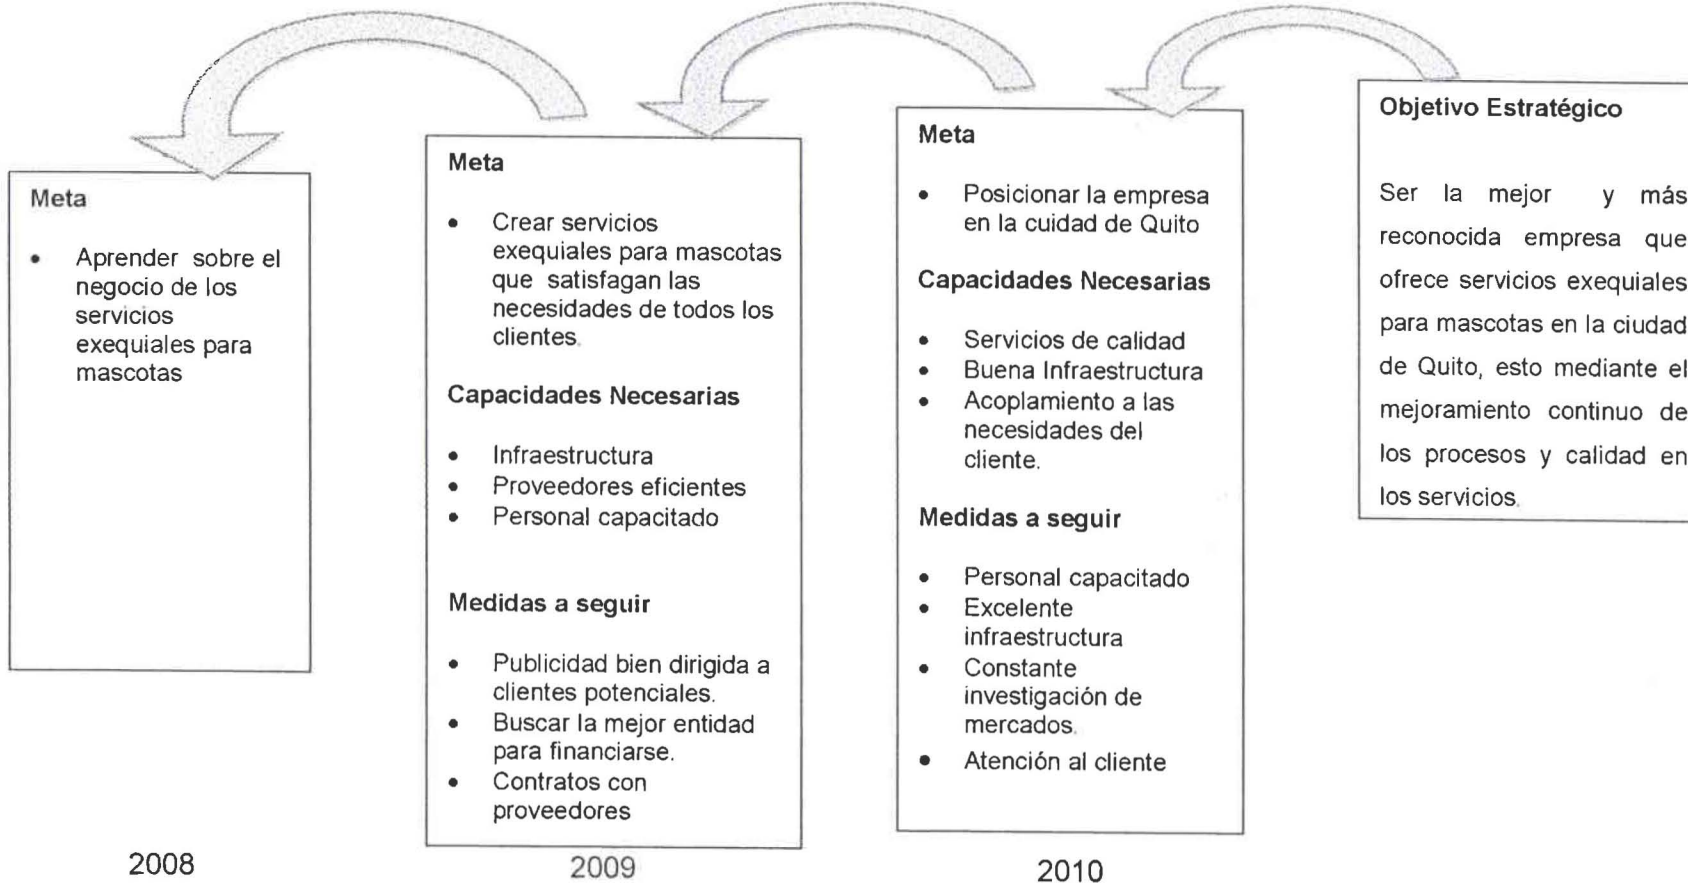 Meta
• Aprender sobre el
negocio de los
servicios
exequiales para
mascotas
2008
Meta
• Crear servicios
exequiales para mascotas
que satisfagan las
necesidades de todos los
clientes.
Capacidades Necesarias
• Infraestructura
• Proveedores eficientes
• Personal capacitado
Medidas a seguir
• Publicidad bien dirigida a
clientes potenciales.
• Buscar la mejor entidad
para financiarse.
• Contratos con
proveedores
2009
Meta
• Posicionar la empresa
en la cuidad de Quito
Capacidades Necesarias
• Servicios de calidad
• Buena Infraestructura
• Acoplamiento a las
necesidades del
cliente.
Medidas a seguir
• Personal capacitado
• Excelente
infraestructura
• Constante
investigación de
mercados.
• Atención al cliente
2010
Objetivo Estratégico
Ser la mejor y más
reconocida empresa que
ofrece servicios exequiales
para mascotas en la ciudad
de Quito, esto mediante el
mejoramiento continuo de
los procesos y calidad en
los servicios.